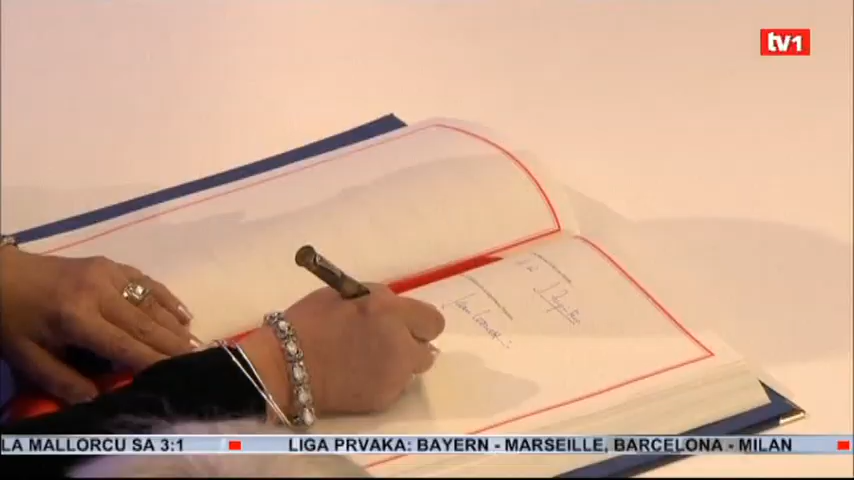 tv1
LA MALLORCU SA 3:1 LIGA PRVAKA: BAYERN - MARSEILLE, BARCELONA - MILAN